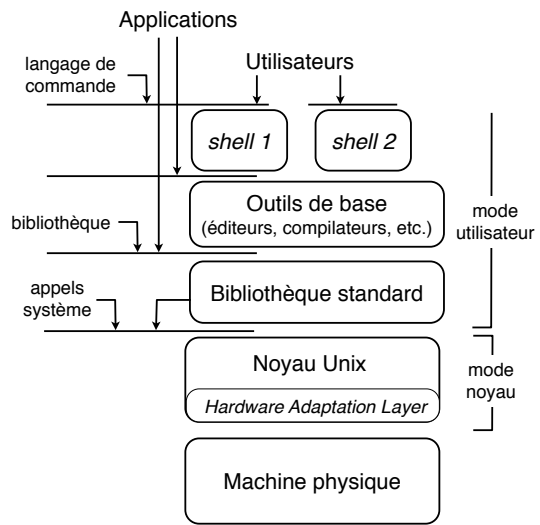 Applications
langage de
commande
Utilisateurs
shell 1
shell 2
Outils de base
(éditeurs, compilateurs, etc.)
mode
utilisateur
bibliothèque
appels
système
Bibliothèque standard
Noyau Unix
mode
noyau
Hardware Adaptation Layer
Machine physique